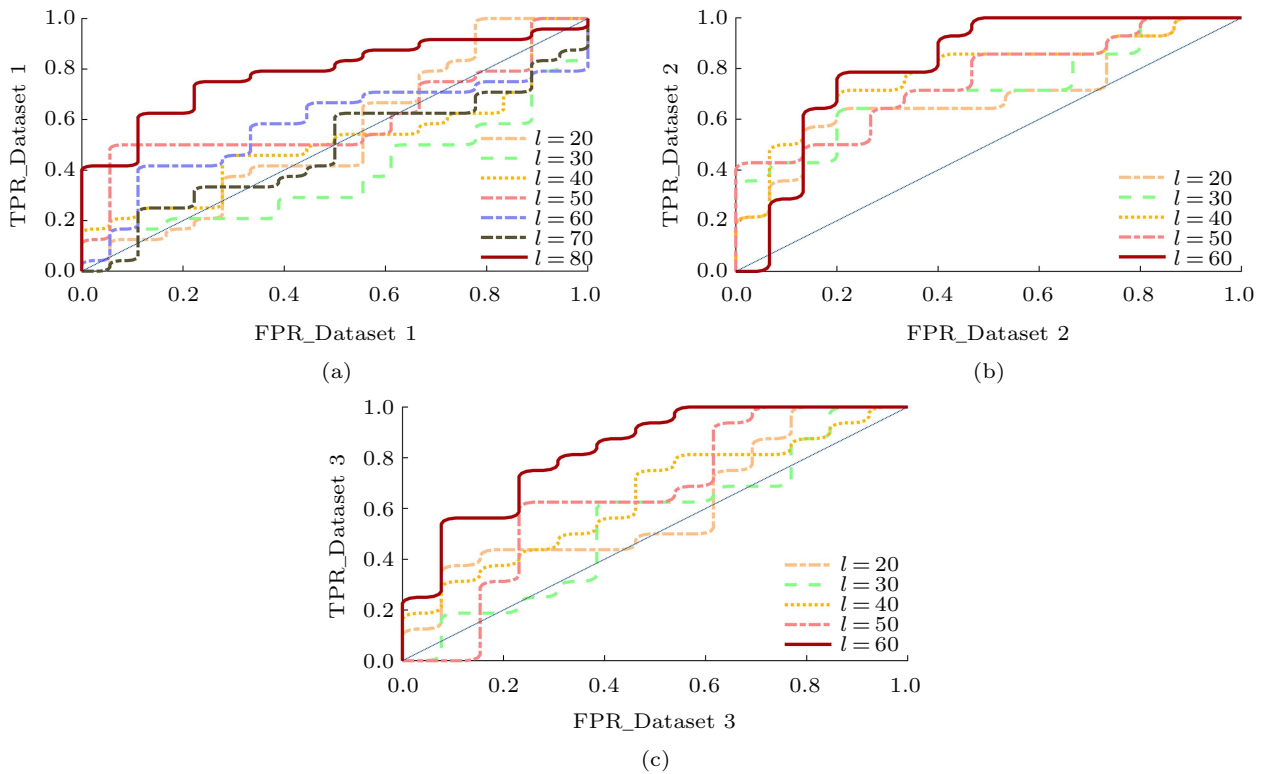 1.0
0.8
0.6
0.4
0.2
0.0
TPR_Dataset 1
0.0 0.2 0.4 0.6 0.8 1.0
FPR_Dataset 1
l = 20
l = 30
l = 40
l = 50
l = 60
l = 70
l = 80
(a)
1.0
0.8
0.6
0.4
0.2
0.0
TPR_Dataset 2
0.0 0.2 0.4 0.6 0.8 1.0
FPR_Dataset 2
l = 20
l = 30
l = 40
l = 50
l = 60
(b)
1.0
0.8
0.6
0.4
0.2
0.0
TPR_Dataset 3
0.0 0.2 0.4 0.6 0.8 1.0
FPR_Dataset 3
l = 20
l = 30
l = 40
l = 50
l = 60
(c)